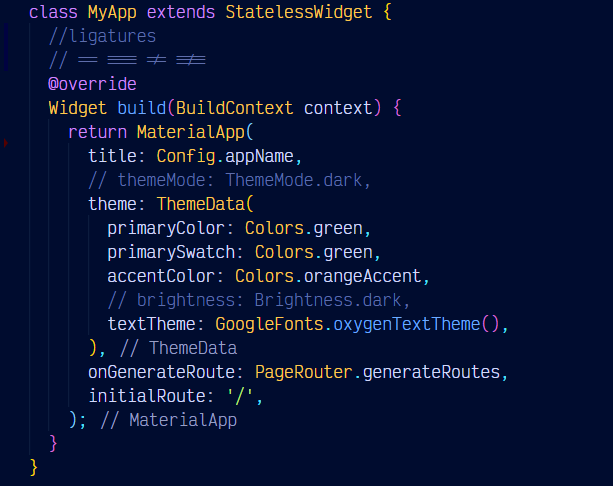 class MyApp extends StatelessWidget {
  //ligatures
  // == === != !==
  @override
  Widget build(BuildContext context) {
    return MaterialApp(
      title: Config.appName,
      // themeMode: ThemeMode.dark,
      theme: ThemeData(
        primaryColor: Colors.green,
        primarySwatch: Colors.green,
        accentColor: Colors.orangeAccent,
        // brightness: Brightness.dark,
        textTheme: GoogleFonts.oxygenTextTheme(),
      ), // ThemeData
      onGenerateRoute: PageRouter.generateRoutes,
      initialRoute: '/',
    ); // MaterialApp
  }
}